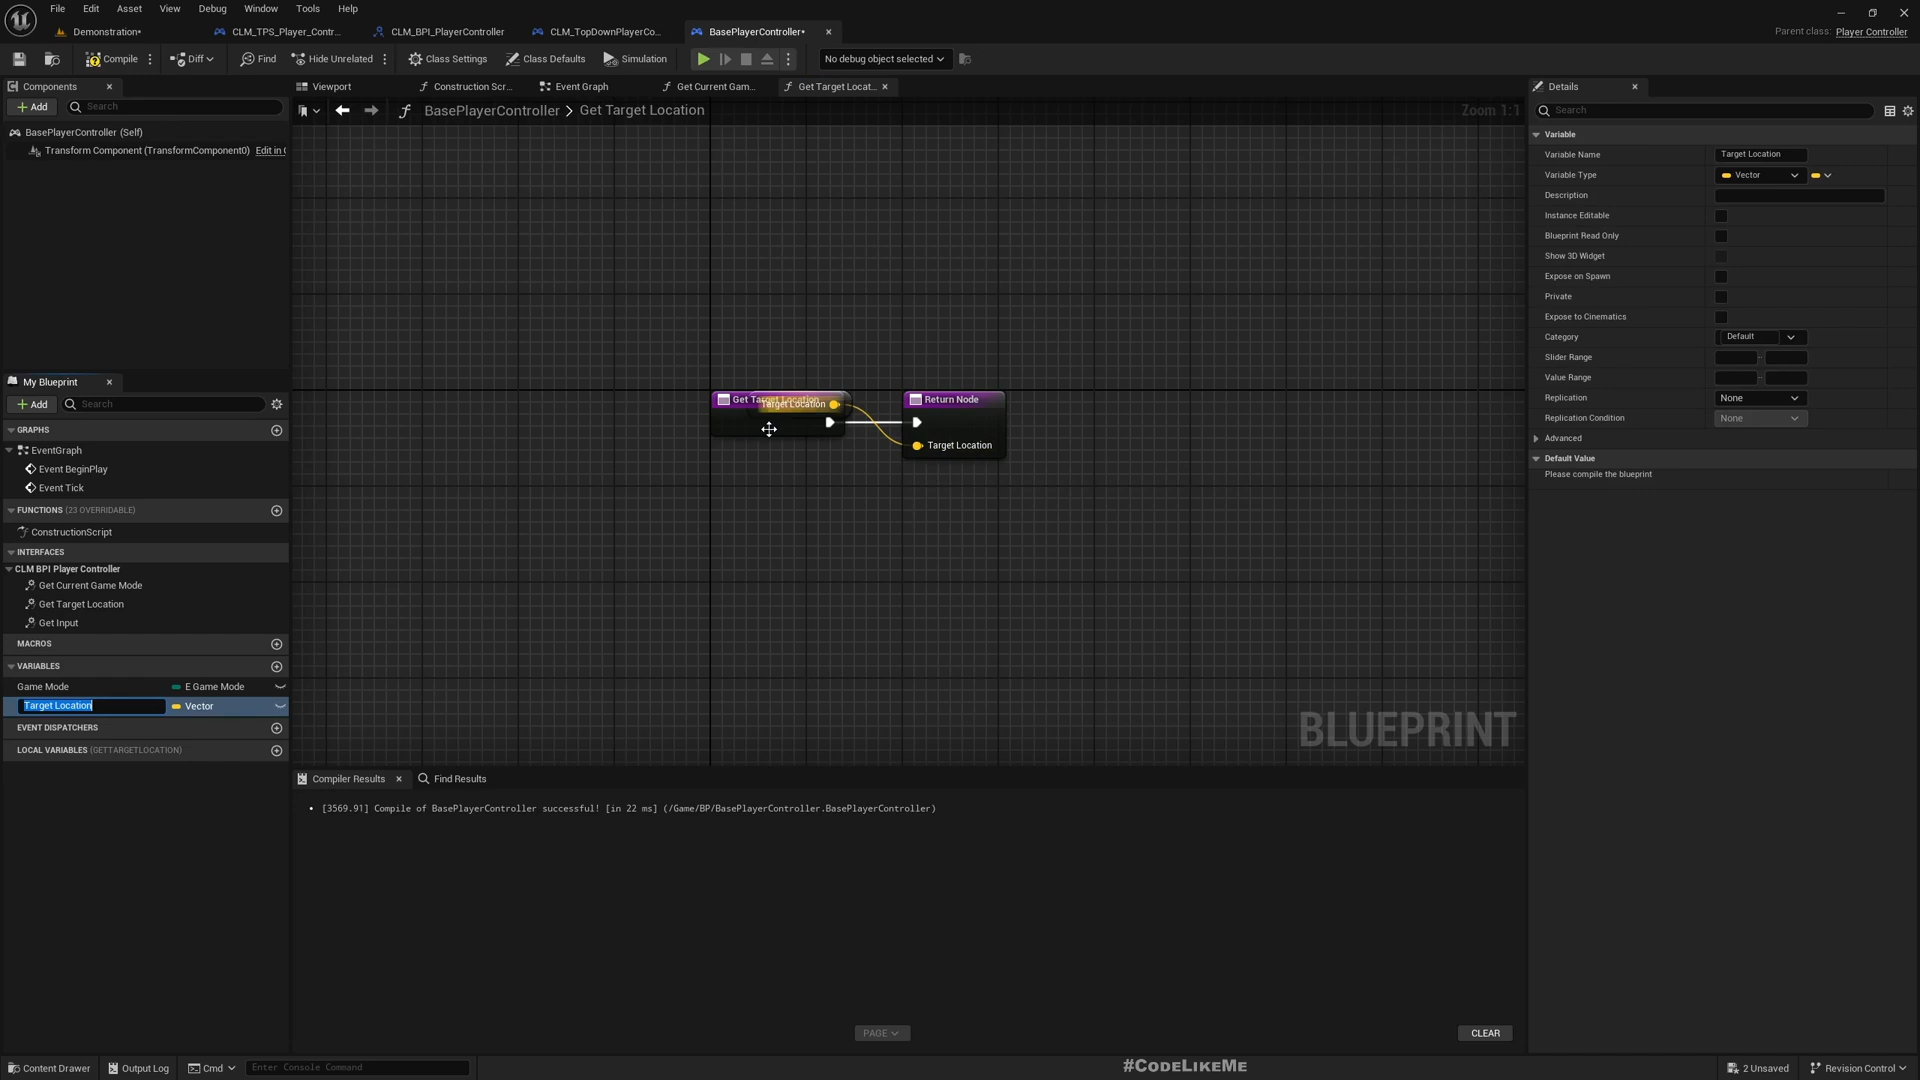 File Edit Asset View Debug Window Tools Help
Demonstration*
CLM_TPS_Player_Contr...
CLM_BPI_PlayerController
CLM_TopDownPlayerCo...
BasePlayerController*
Parent class: Player Controller
Compile
Diff
Find
Hide Unrelated
Class Settings
Class Defaults
Simulation
No debug object selected
Components
Add
Search
BasePlayerController (Self)
Transform Component (TransformComponent0) Edit in C
Viewport
Construction Scr...
Event Graph
Get Current Gam...
Get Target Locat...
BasePlayerController > Get Target Location
Zoom 1:1
Get Target Location
Target Location
Return Node
Target Location
BLUEPRINT
My Blueprint
Add
Search
GRAPHS
EventGraph
Event BeginPlay
Event Tick
FUNCTIONS (23 OVERRIDABLE)
ConstructionScript
INTERFACES
CLM BPI Player Controller
Get Current Game Mode
Get Target Location
Get Input
MACROS
VARIABLES
Game Mode E Game Mode
Target Location Vector
EVENT DISPATCHERS
LOCAL VARIABLES (GETTARGETLOCATION)
Compiler Results
Find Results
[3569.91] Compile of BasePlayerController successful! [in 22 ms] (/Game/BP/BasePlayerController.BasePlayerController)
PAGE
CLEAR
Details
Search
Variable
Variable Name Target Location
Variable Type Vector
Description
Instance Editable
Blueprint Read Only
Show 3D Widget
Expose on Spawn
Private
Expose to Cinematics
Category Default
Slider Range
Value Range
Replication None
Replication Condition None
Advanced
Default Value
Please compile the blueprint
Content Drawer
Output Log
Cmd
Enter Console Command
#CODELIKEME
2 Unsaved
Revision Control